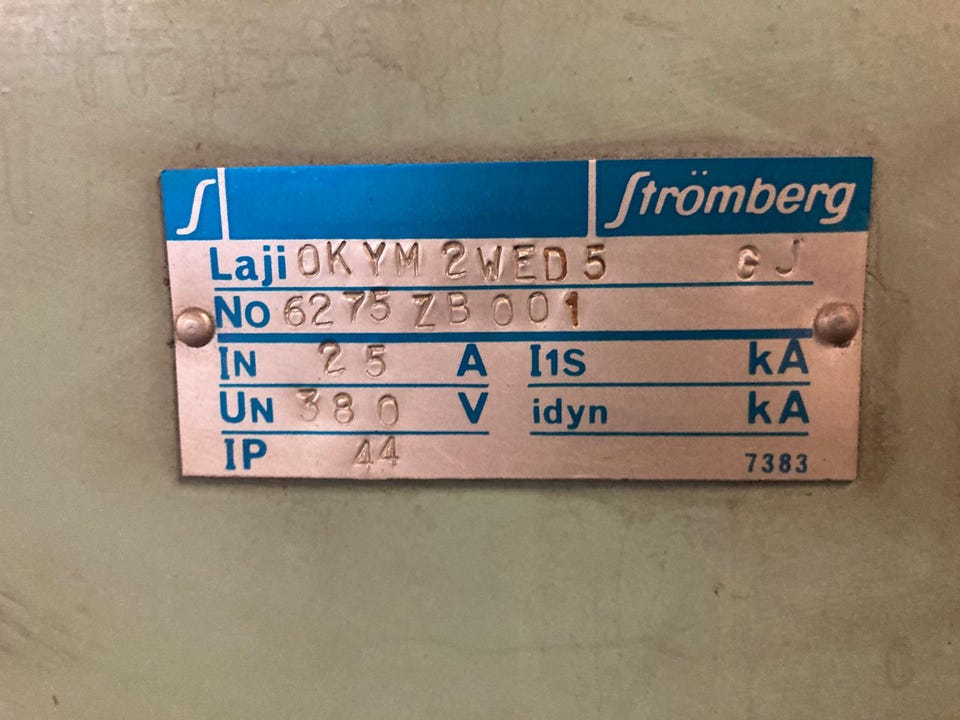 S Strömberg
Laji OKYM 2WED5 GJ
No 6275 ZB 001
IN 25 A I1S kA
UN 380 V idyn kA
IP 44 7383